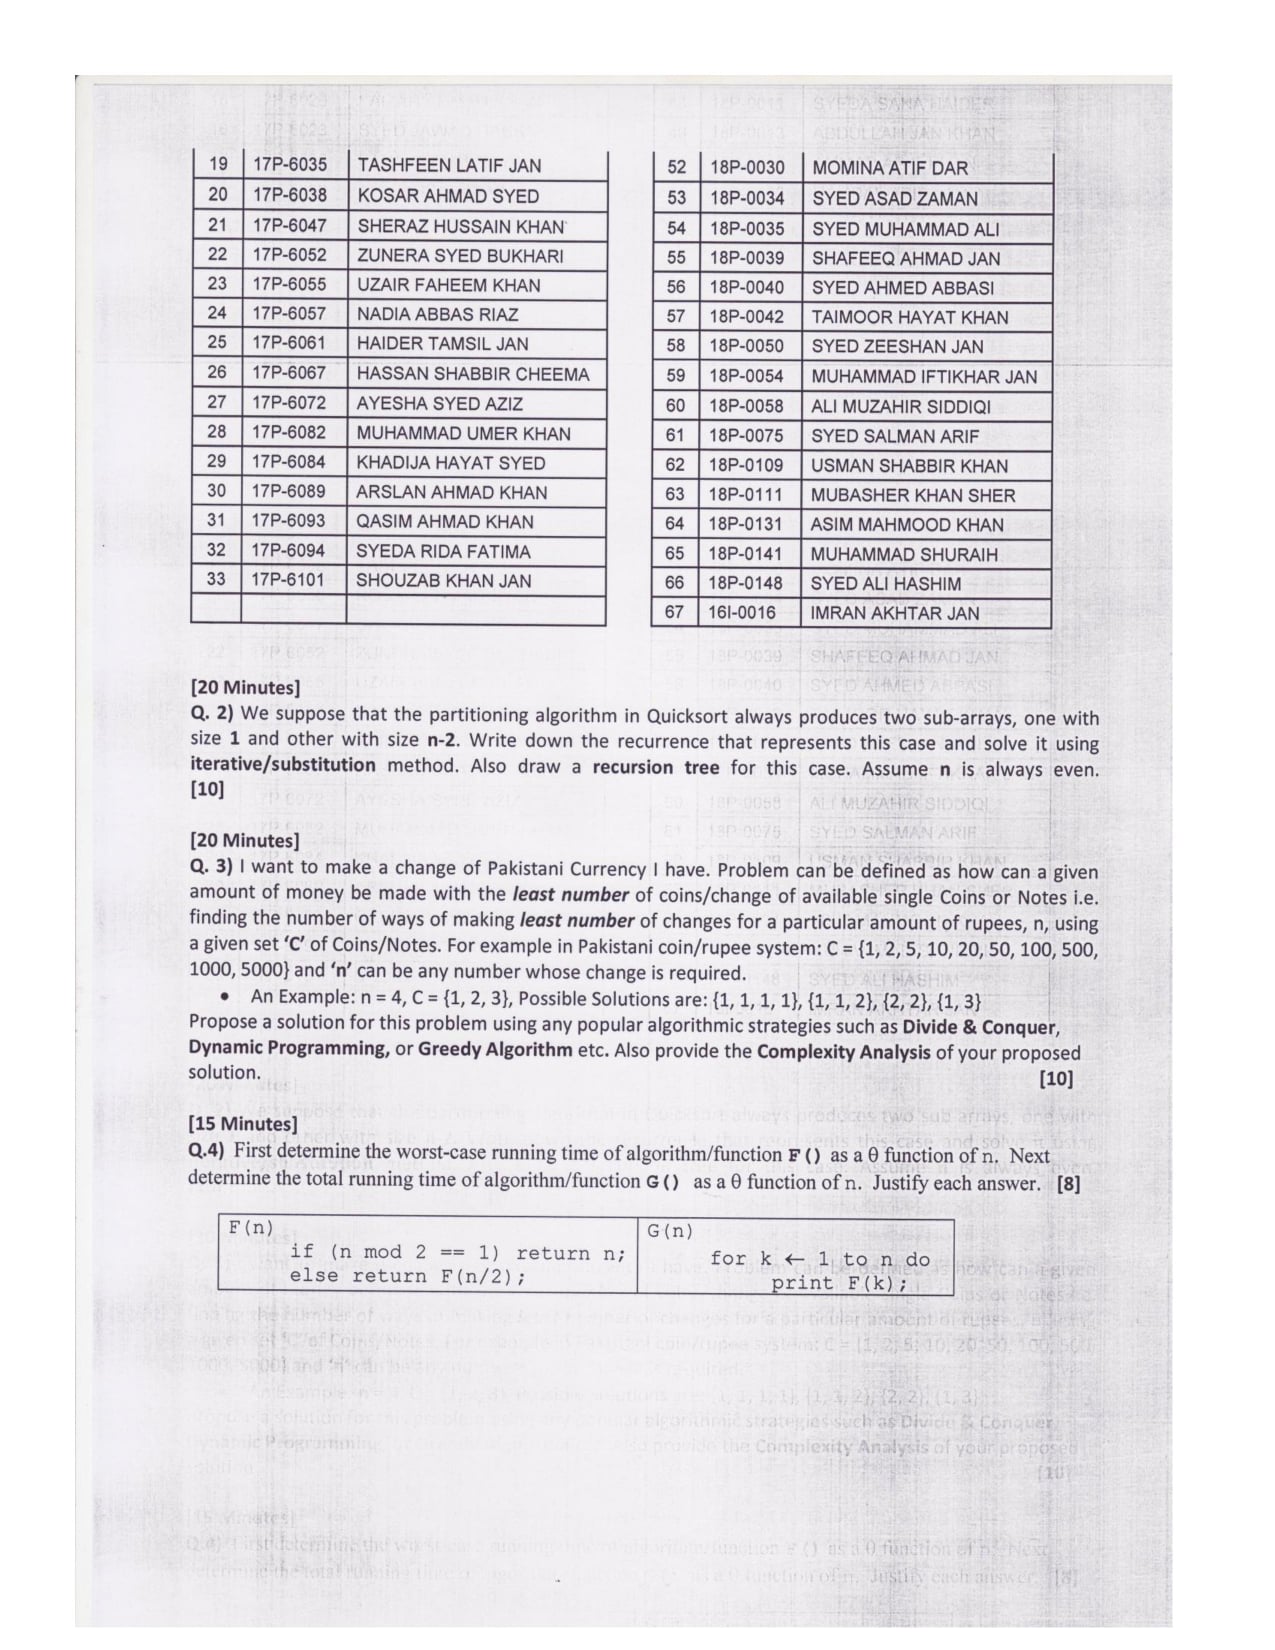 19 17P-6035 TASHFEEN LATIF JAN
20 17P-6038 KOSAR AHMAD SYED
21 17P-6047 SHERAZ HUSSAIN KHAN
22 17P-6052 ZUNERA SYED BUKHARI
23 17P-6055 UZAIR FAHEEM KHAN
24 17P-6057 NADIA ABBAS RIAZ
25 17P-6061 HAIDER TAMSIL JAN
26 17P-6067 HASSAN SHABBIR CHEEMA
27 17P-6072 AYESHA SYED AZIZ
28 17P-6082 MUHAMMAD UMER KHAN
29 17P-6084 KHADIJA HAYAT SYED
30 17P-6089 ARSLAN AHMAD KHAN
31 17P-6093 QASIM AHMAD KHAN
32 17P-6094 SYEDA RIDA FATIMA
33 17P-6101 SHOUZAB KHAN JAN
52 18P-0030 MOMINA ATIF DAR
53 18P-0034 SYED ASAD ZAMAN
54 18P-0035 SYED MUHAMMAD ALI
55 18P-0039 SHAFEEQ AHMAD JAN
56 18P-0040 SYED AHMED ABBASI
57 18P-0042 TAIMOOR HAYAT KHAN
58 18P-0050 SYED ZEESHAN JAN
59 18P-0054 MUHAMMAD IFTIKHAR JAN
60 18P-0058 ALI MUZAHIR SIDDIQI
61 18P-0075 SYED SALMAN ARIF
62 18P-0109 USMAN SHABBIR KHAN
63 18P-0111 MUBASHER KHAN SHER
64 18P-0131 ASIM MAHMOOD KHAN
65 18P-0141 MUHAMMAD SHURAIH
66 18P-0148 SYED ALI HASHIM
67 16I-0016 IMRAN AKHTAR JAN
[20 Minutes]
Q. 2) We suppose that the partitioning algorithm in Quicksort always produces two sub-arrays, one with
size 1 and other with size n-2. Write down the recurrence that represents this case and solve it using
iterative/substitution method. Also draw a recursion tree for this case. Assume n is always even.
[10]
[20 Minutes]
Q. 3) I want to make a change of Pakistani Currency I have. Problem can be defined as how can a given
amount of money be made with the least number of coins/change of available single Coins or Notes i.e.
finding the number of ways of making least number of changes for a particular amount of rupees, n, using
a given set 'C' of Coins/Notes. For example in Pakistani coin/rupee system: C = {1, 2, 5, 10, 20, 50, 100, 500,
1000, 5000} and 'n' can be any number whose change is required.
• An Example: n = 4, C = {1, 2, 3}, Possible Solutions are: {1, 1, 1, 1}, {1, 1, 2}, {2, 2}, {1, 3}
Propose a solution for this problem using any popular algorithmic strategies such as Divide & Conquer,
Dynamic Programming, or Greedy Algorithm etc. Also provide the Complexity Analysis of your proposed
solution. [10]
[15 Minutes]
Q.4) First determine the worst-case running time of algorithm/function F () as a θ function of n. Next
determine the total running time of algorithm/function G () as a θ function of n. Justify each answer. [8]
F(n)
if (n mod 2 == 1) return n;
else return F(n/2);
G(n)
for k ← 1 to n do
print F(k);